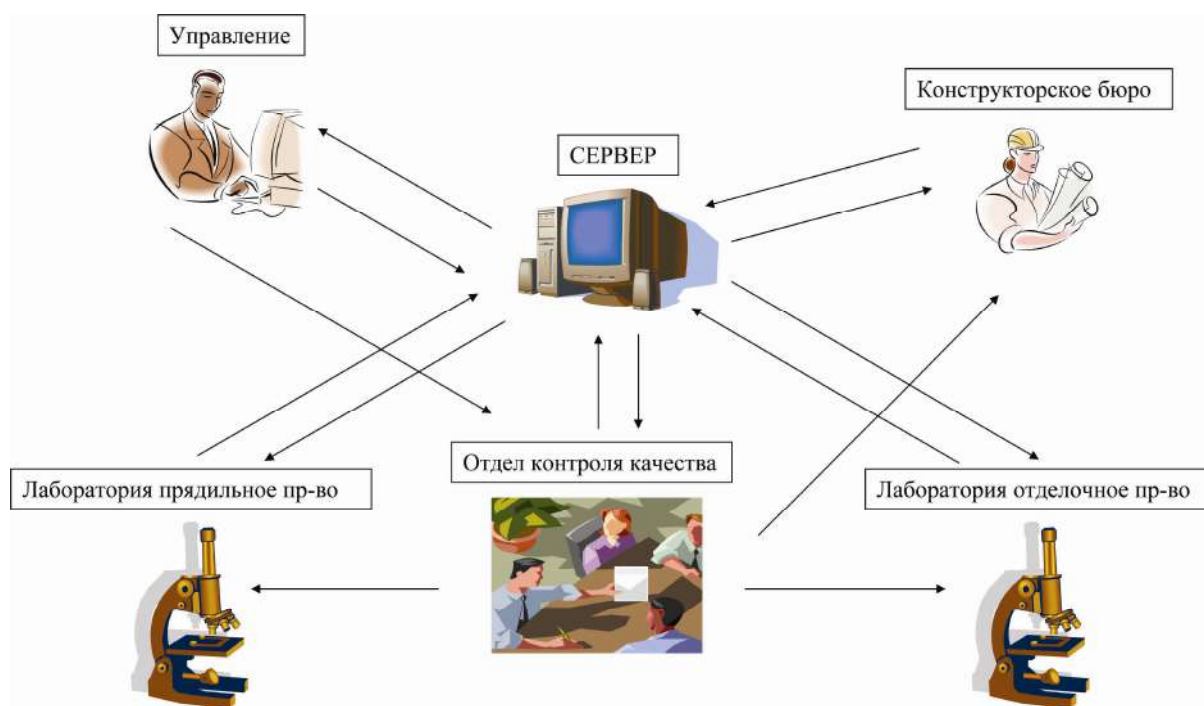 Управление
Конструкторское бюро
СЕРВЕР
Отдел контроля качества
Лаборатория прядильное пр-во
Лаборатория отделочное пр-во